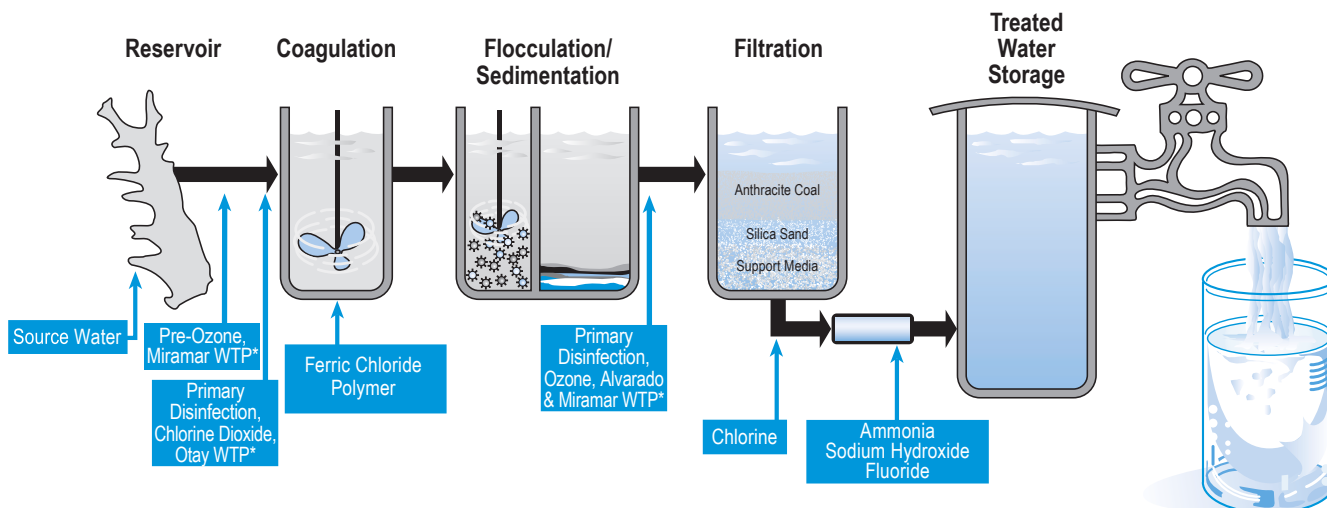 Reservoir
Coagulation
Flocculation/
Sedimentation
Filtration
Treated
Water
Storage
Anthracite Coal
Silica Sand
Support Media
Source Water
Pre-Ozone,
Miramar WTP*
Primary
Disinfection,
Chlorine Dioxide,
Otay WTP*
Ferric Chloride
Polymer
Primary
Disinfection,
Ozone, Alvarado
& Miramar WTP*
Chlorine
Ammonia
Sodium Hydroxide
Fluoride